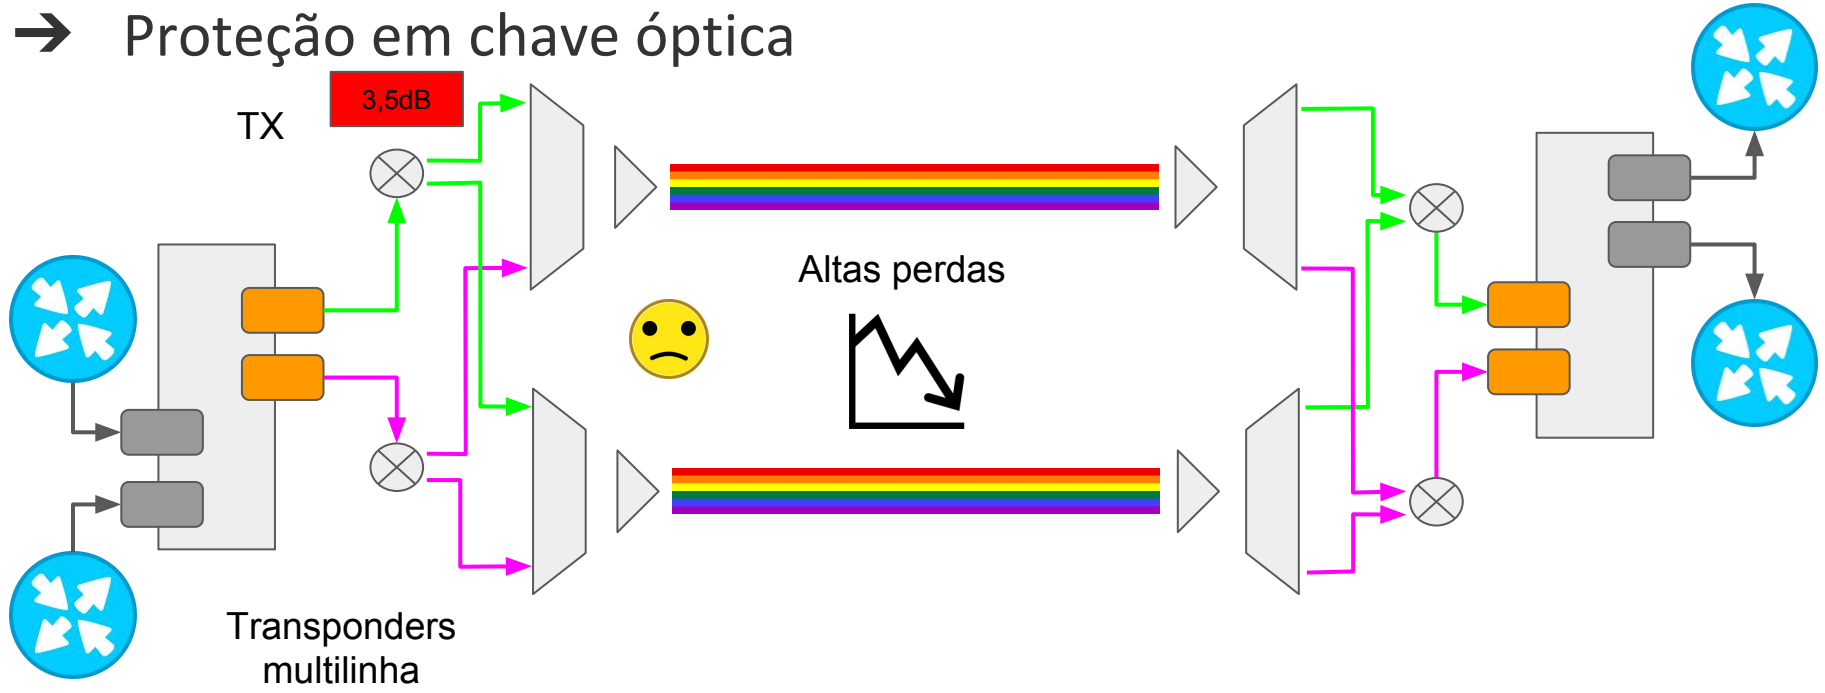 ➔ Proteção em chave óptica
3,5dB
TX
Altas perdas
Transponders
multilinha